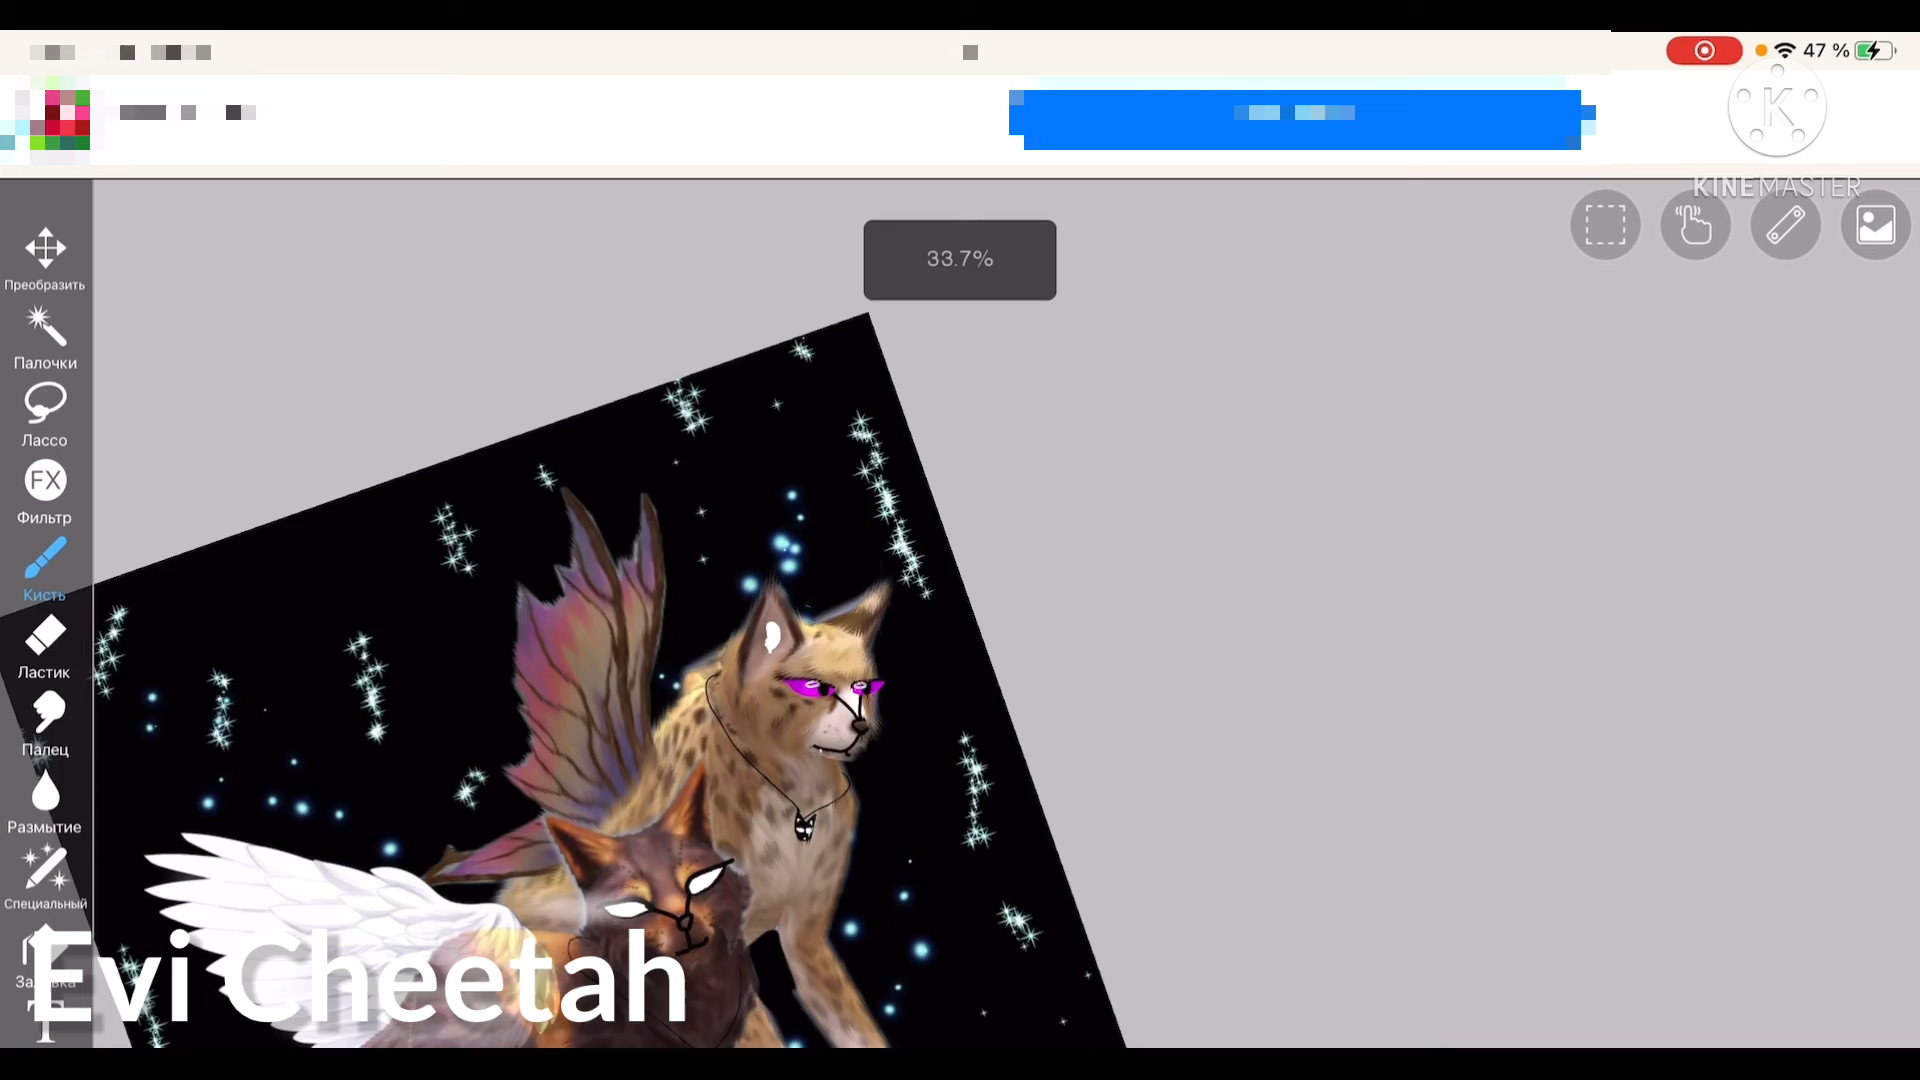 47 %
KINEMASTER
33.7%
Преобразить
Палочки
Лассо
FX
Фильтр
Кисть
Ластик
Палец
Размытие
Специальный
Evi Cheetah